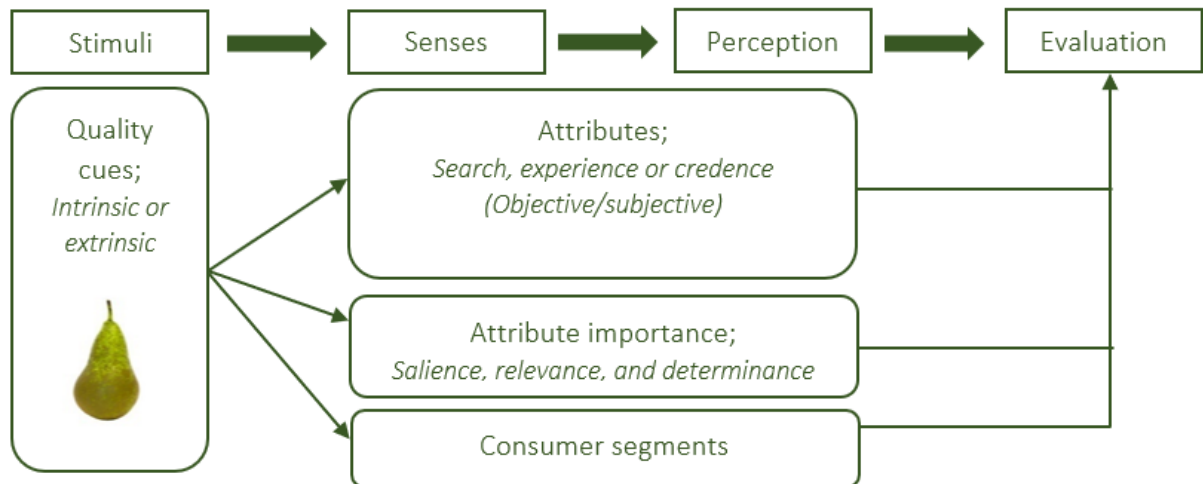 Stimuli
Senses
Perception
Evaluation
Quality
cues;
Intrinsic or
extrinsic
Attributes;
Search, experience or credence
(Objective/subjective)
Attribute importance;
Salience, relevance, and determinance
Consumer segments